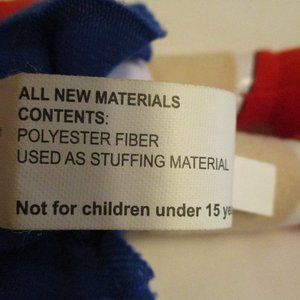 ALL NEW MATERIALS
CONTENTS:
POLYESTER FIBER
USED AS STUFFING MATERIAL
Not for children under 15